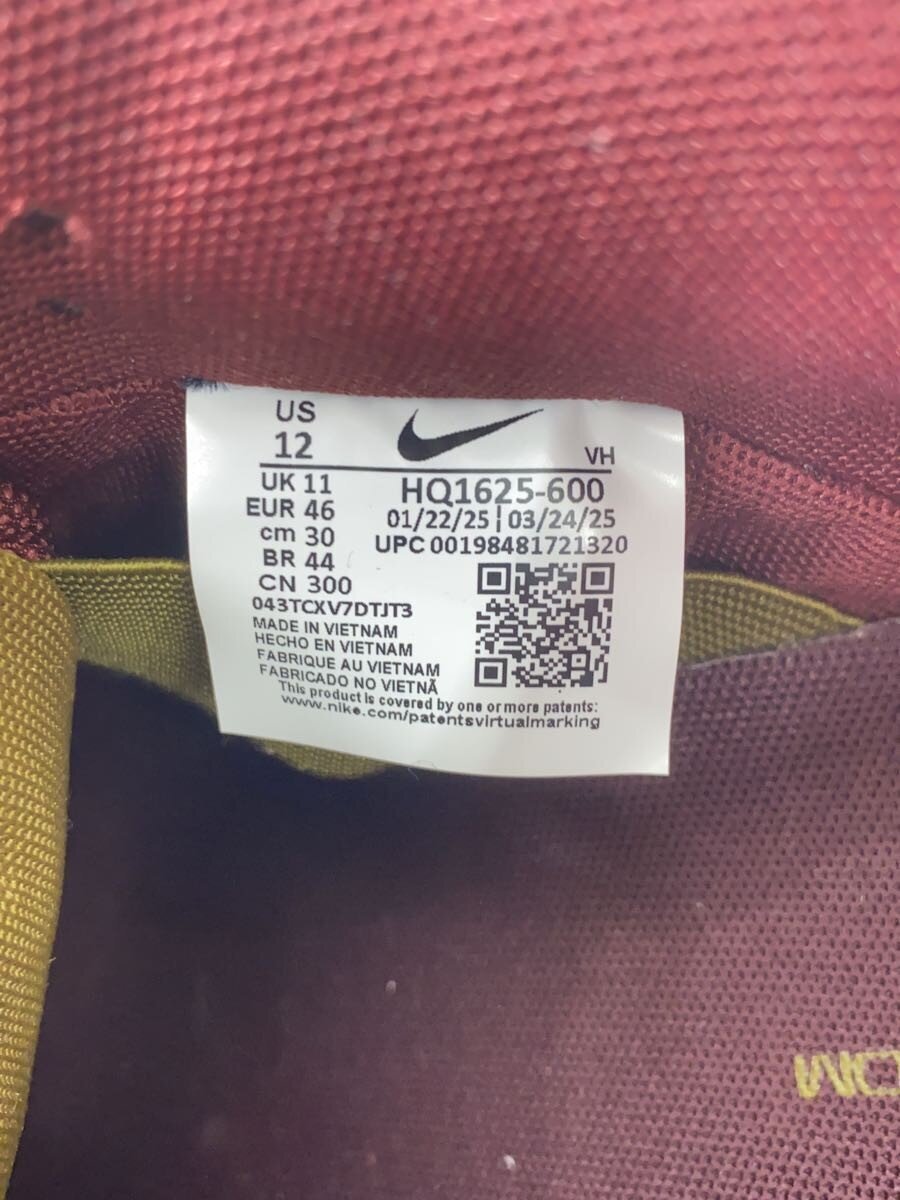 US
12
VH
UK 11
EUR 46
cm 30
BR 44
CN 300
HQ1625-600
01/22/25 | 03/24/25
UPC 00198481721320
043TCXV7DTJT3
MADE IN VIETNAM
HECHO EN VIETNAM
FABRIQUE AU VIETNAM
FABRICADO NO VIETNÃ
This product is covered by one or more patents:
www.nike.com/patentsvirtualmarking